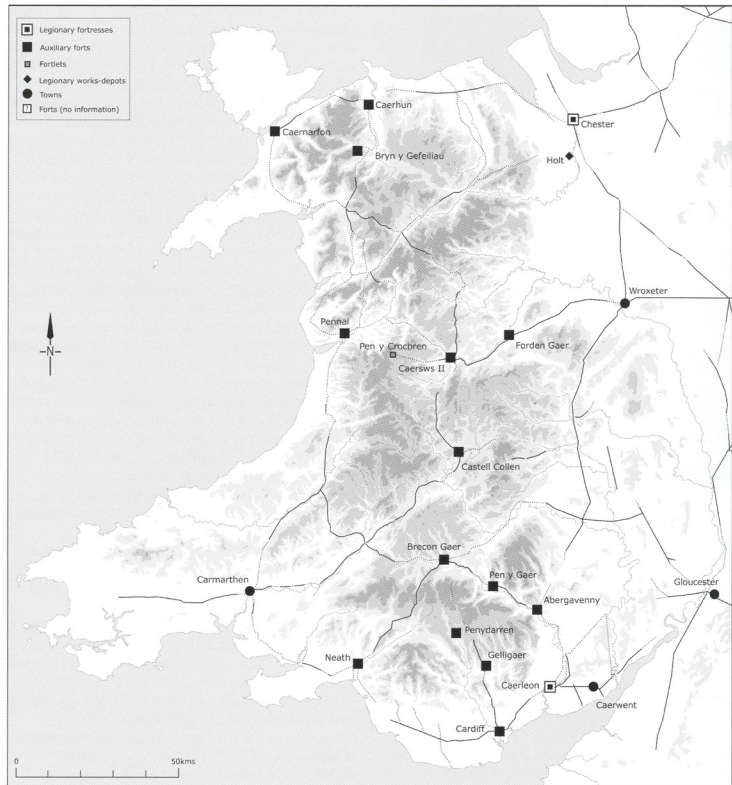 Legionary fortresses
Auxiliary forts
Fortlets
Legionary works-depots
Towns
? Forts (no information)
Caerhun
Chester
Caernarfon
Bryn y Gefeiliau
Holt
Wroxeter
Pennal
Forden Gaer
Pen y Crocbren
-N-
Caersws II
Castell Collen
Brecon Gaer
Pen y Gaer
Gloucester
Carmarthen
Abergavenny
Penydarren
Neath
Gelligaer
Caerleon
Caerwent
Cardiff
0 50kms